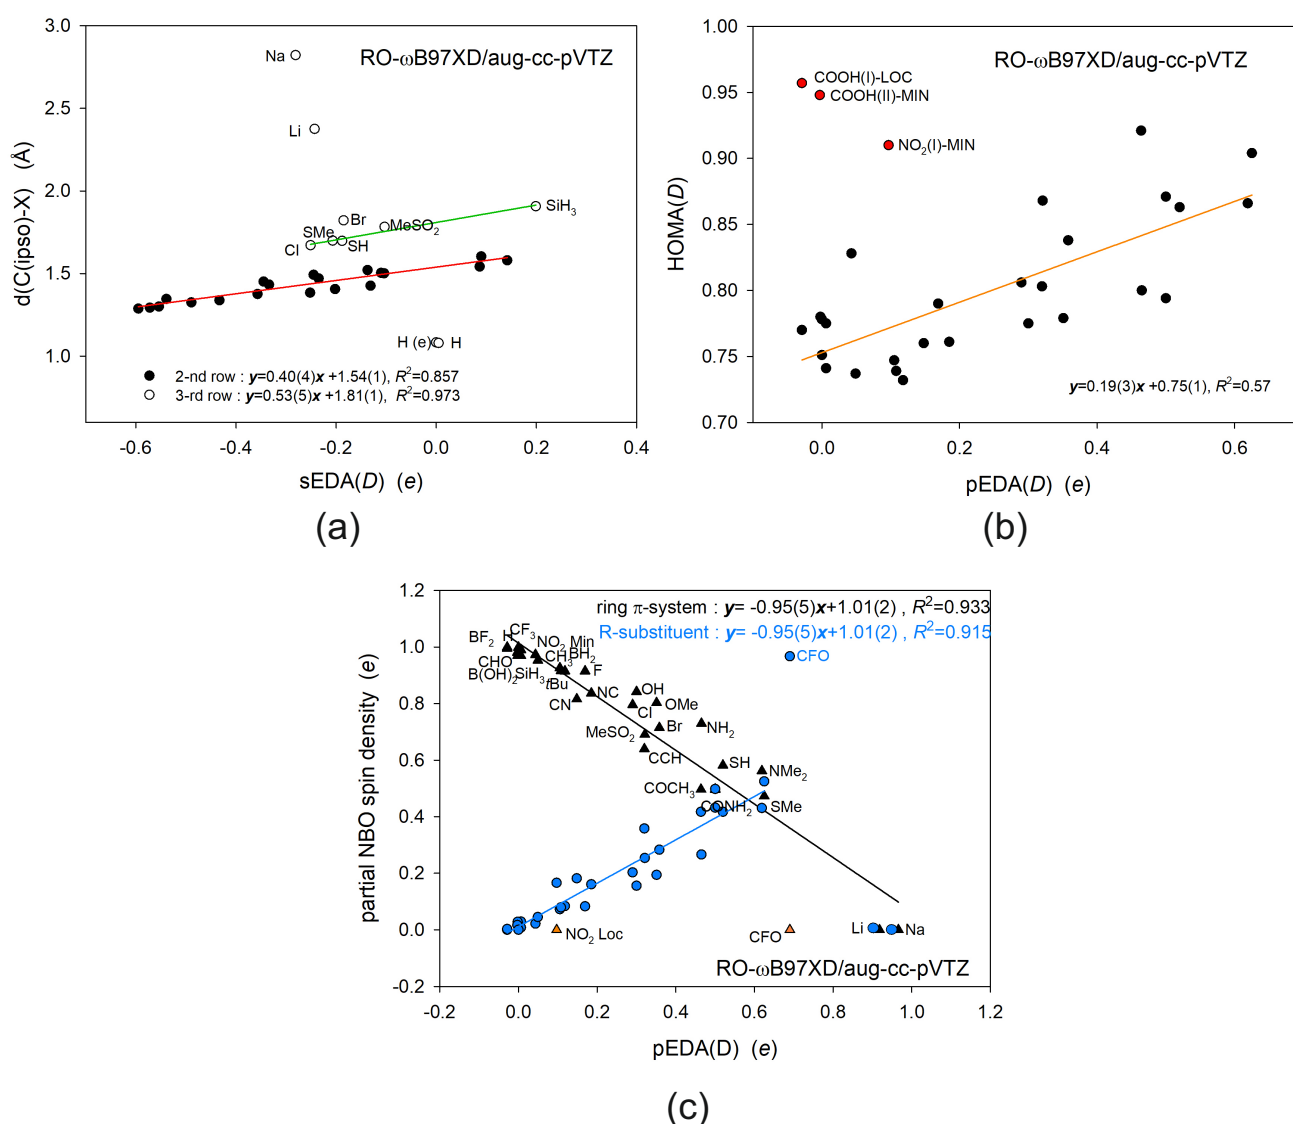 RO-ωB97XD/aug-cc-pVTZ
d(C(ipso)-X) (Å)
3.0
2.5
2.0
1.5
1.0
Na
Li
Br
MeSO2
SiH3
SMe
SH
Cl
H (e)
H
2-nd row : y=0.40(4)x +1.54(1), R2=0.857
3-rd row : y=0.53(5)x +1.81(1), R2=0.973
-0.6 -0.4 -0.2 0.0 0.2 0.4
sEDA(D) (e)
(a)
RO-ωB97XD/aug-cc-pVTZ
HOMA(D)
1.00
0.95
0.90
0.85
0.80
0.75
0.70
COOH(I)-LOC
COOH(II)-MIN
NO2(I)-MIN
y=0.19(3)x +0.75(1), R2=0.57
0.0 0.2 0.4 0.6
pEDA(D) (e)
(b)
partial NBO spin density (e)
1.2
1.0
0.8
0.6
0.4
0.2
0.0
-0.2
ring π-system : y= -0.95(5)x+1.01(2) , R2=0.933
R-substituent : y= -0.95(5)x+1.01(2) , R2=0.915
CFO
BF2
H
CF3
NO2 Min
CH3
BH2
F
CHO
B(OH)2
SiH3
tBu
CN
NC
OH
Cl
OMe
Br
NH2
MeSO2
CCH
SH
NMe2
COCH3
NH2
SMe
NO2 Loc
CFO
Li
Na
RO-ωB97XD/aug-cc-pVTZ
-0.2 0.0 0.2 0.4 0.6 0.8 1.0 1.2
pEDA(D) (e)
(c)